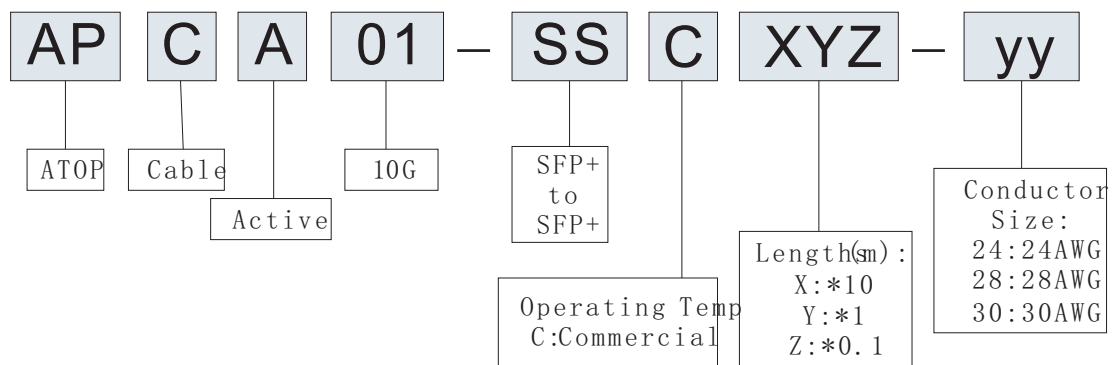 AP C A 01 — SS C XYZ — yy
ATOP
Cable
Active
10G
SFP+
to
SFP+
Operating Temp
C:Commercial
Length(m):
X:*10
Y:*1
Z:*0.1
Conductor
Size:
24:24AWG
28:28AWG
30:30AWG